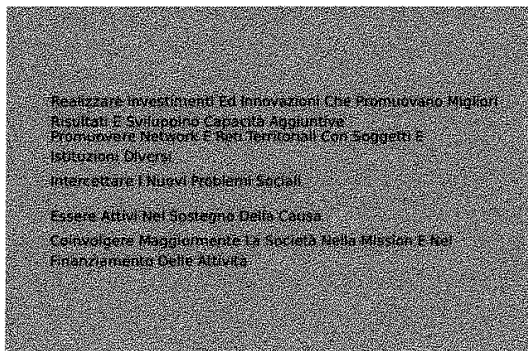 Realizzare Investimenti Ed Innovazioni Che Promuovano Migliori
Risultati E Sviluppino Capacità Aggiuntive
Promuovere Network E Reti Territoriali Con Soggetti E
Istituzioni Diversi
Intercettare I Nuovi Problemi Sociali
Essere Attivi Nel Sostegno Della Causa
Coinvolgere Maggiormente La Società Nella Mission E Nel
Finanziamento Delle Attività